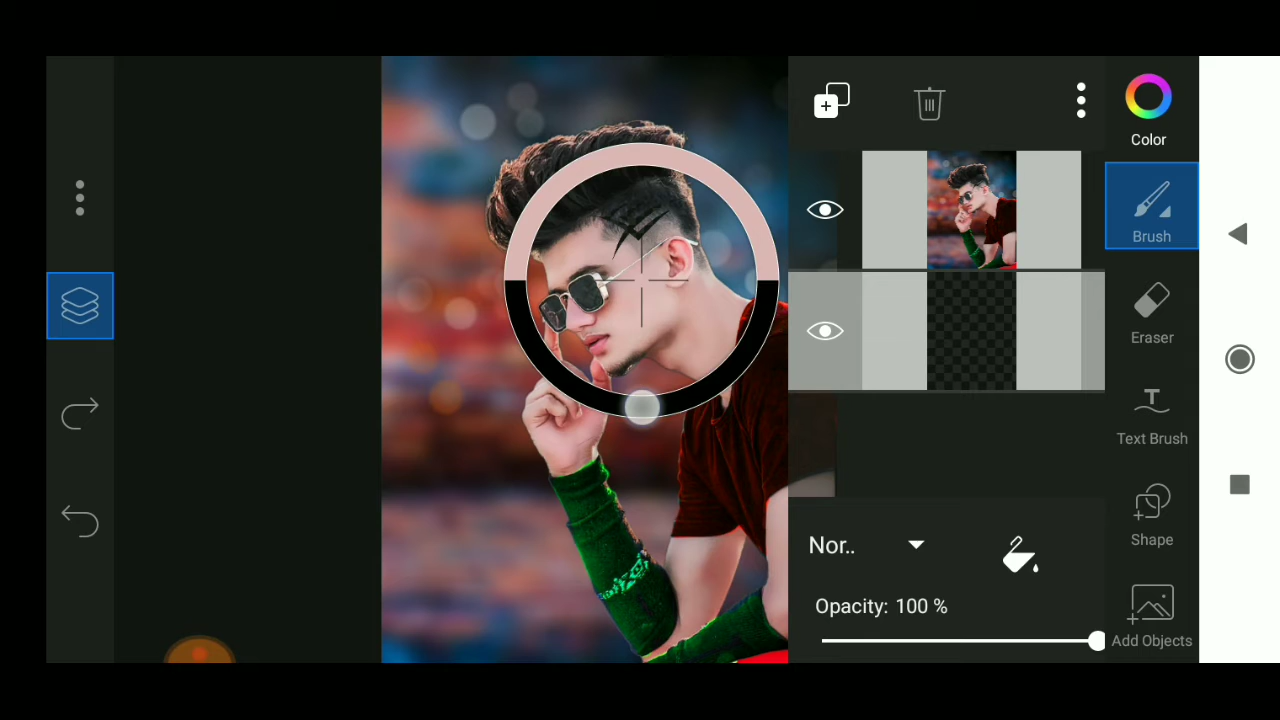 Color
Brush
Eraser
Text Brush
Shape
Add Objects
Nor..
Opacity: 100 %